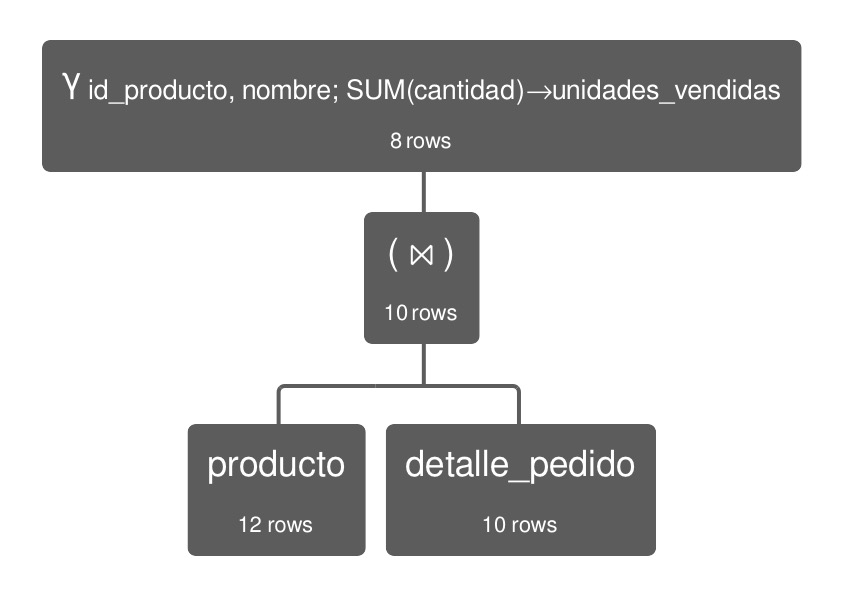 γ id_producto, nombre; SUM(cantidad)→unidades_vendidas
8 rows
( ⋈ )
10 rows
producto
12 rows
detalle_pedido
10 rows